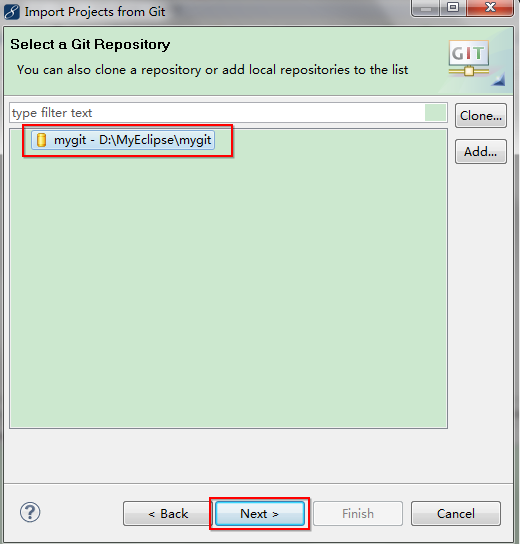 Import Projects from Git
Select a Git Repository
You can also clone a repository or add local repositories to the list
GIT
type filter text
Clone...
mygit - D:\MyEclipse\mygit
Add...
?
< Back
Next >
Finish
Cancel